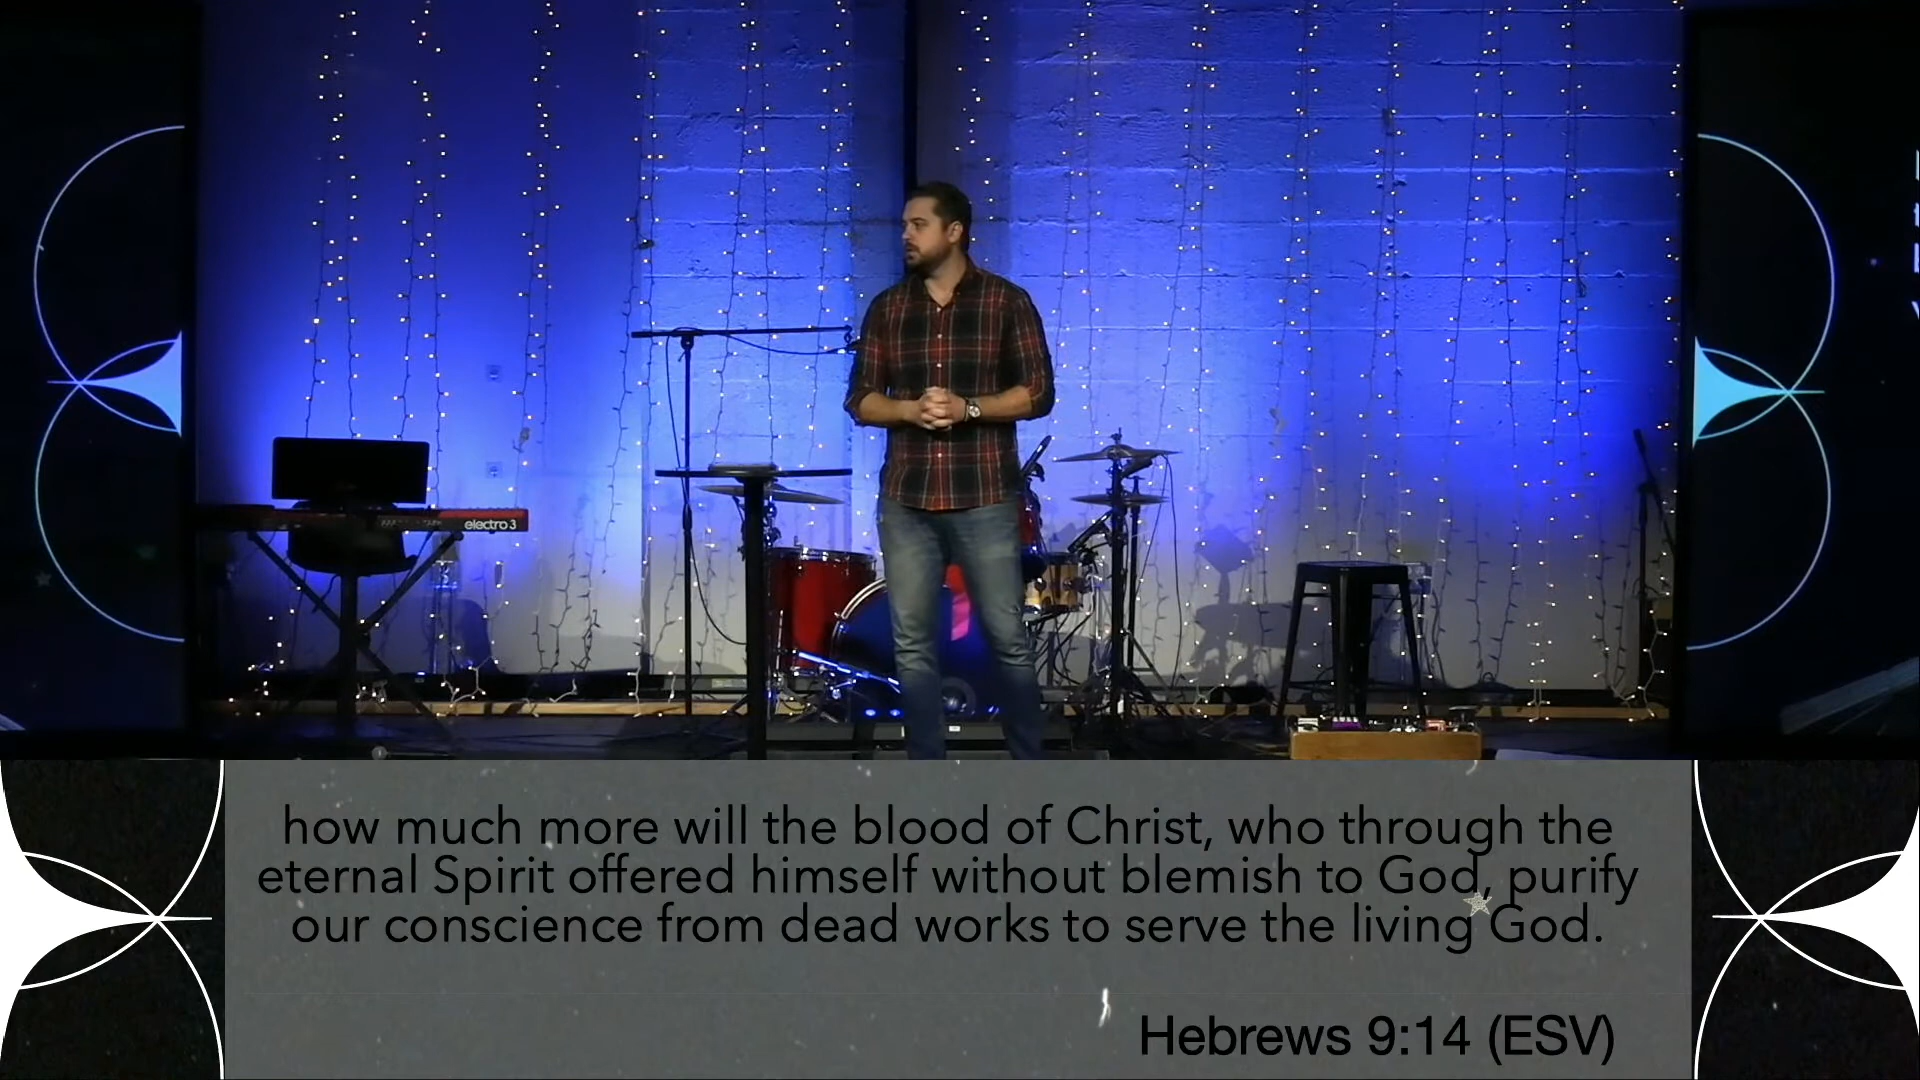 electro 3
how much more will the blood of Christ, who through the
eternal Spirit offered himself without blemish to God, purify
our conscience from dead works to serve the living God.
Hebrews 9:14 (ESV)